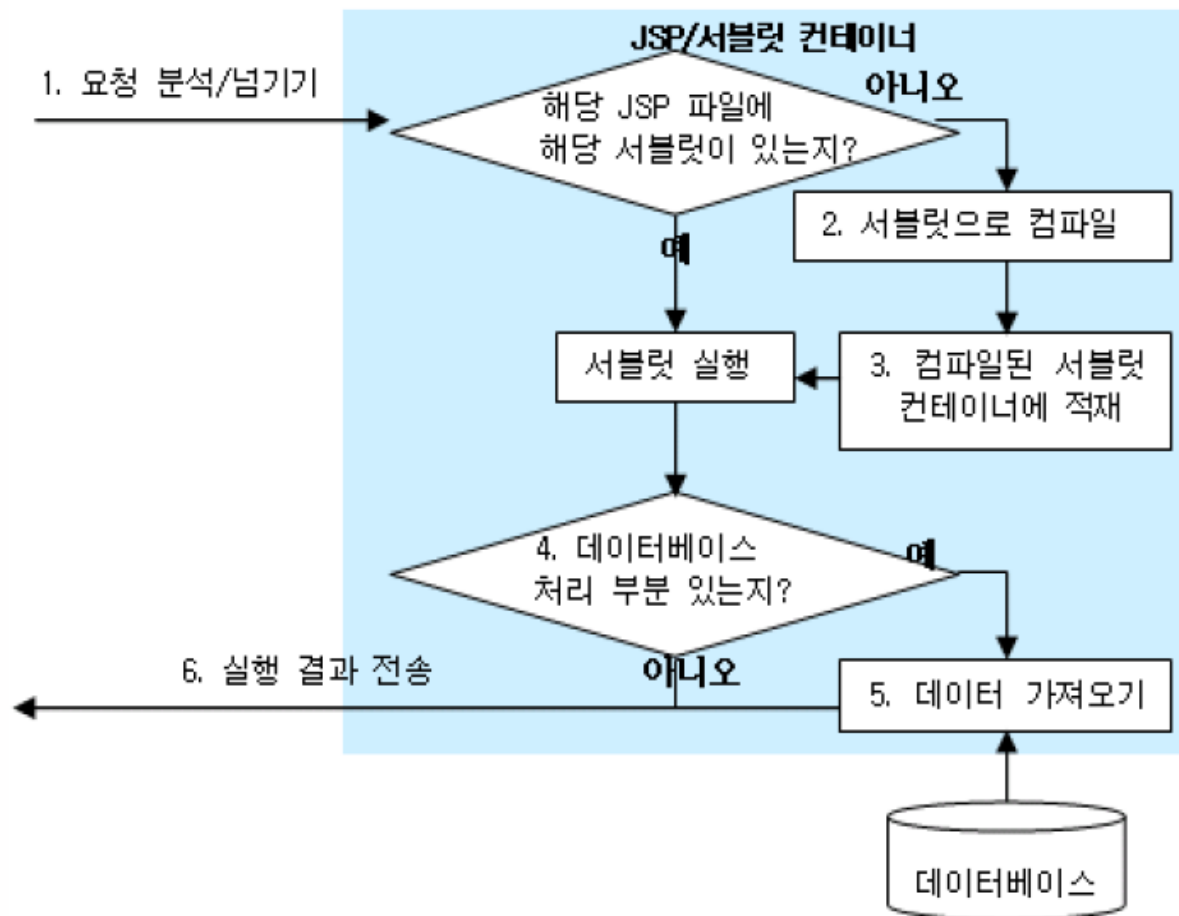 JSP/서블릿 컨테이너
1. 요청 분석/넘기기
아니오
해당 JSP 파일에
해당 서블릿이 있는지?
2. 서블릿으로 컴파일
예
서블릿 실행
3. 컴파일된 서블릿
컨테이너에 적재
4. 데이터베이스
처리 부분 있는지?
예
6. 실행 결과 전송
아니오
5. 데이터 가져오기
데이터베이스